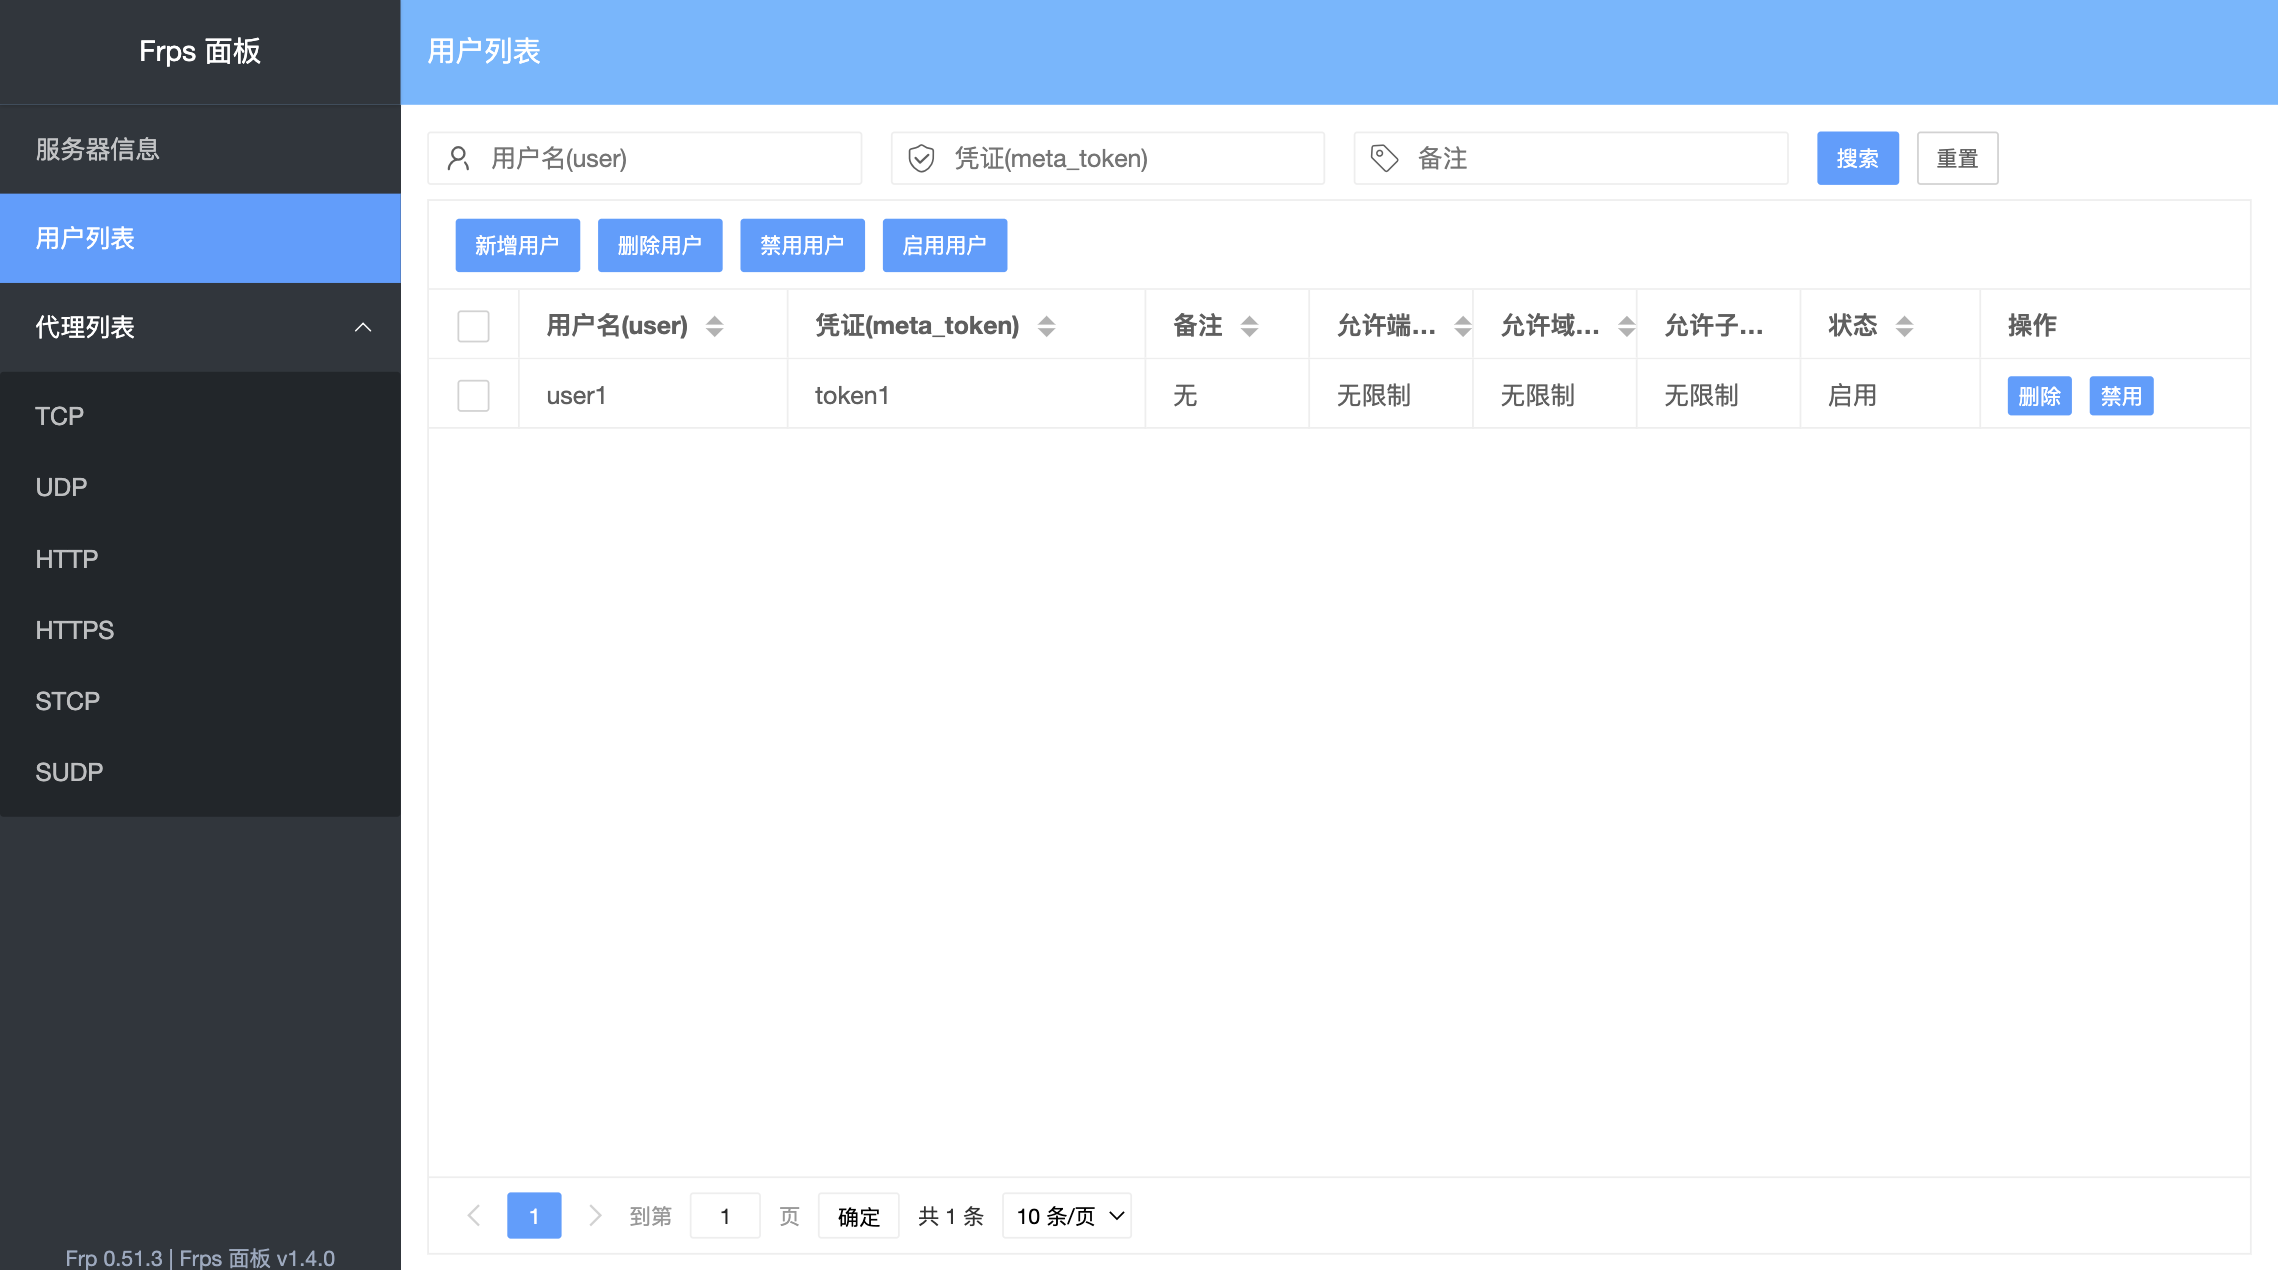 Frps 面板
用户列表
服务器信息
用户列表
代理列表
TCP
UDP
HTTP
HTTPS
STCP
SUDP
Frp 0.51.3 | Frps 面板 v1.4.0
用户名(user) 凭证(meta_token) 备注 搜索 重置
新增用户 删除用户 禁用用户 启用用户
用户名(user) 凭证(meta_token) 备注 允许端... 允许域... 允许子... 状态 操作
user1 token1 无 无限制 无限制 无限制 启用 删除 禁用
1 到第 1 页 确定 共 1 条 10 条/页